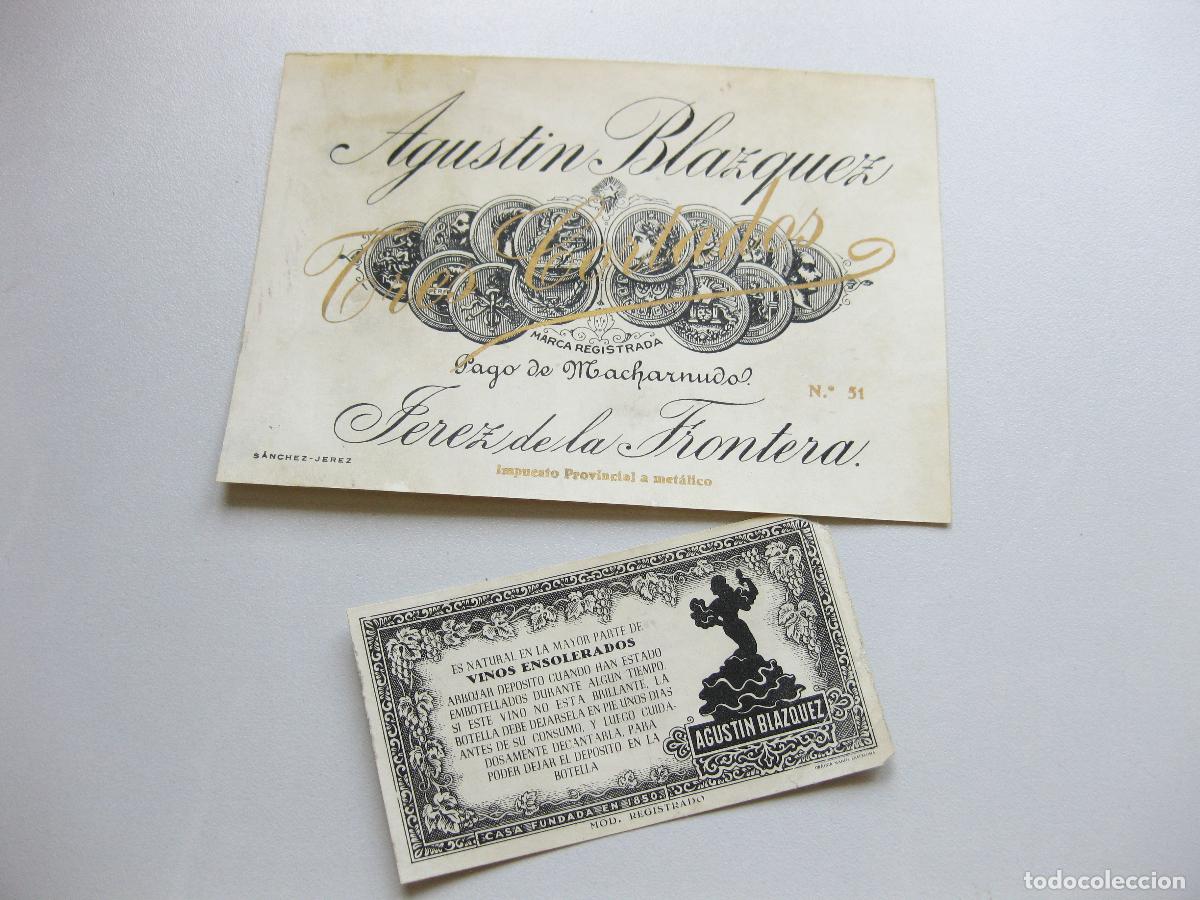 Agustin Blazquez
Tres Cortados
MARCA REGISTRADA
Pago de Macharnudo.
N.º 51
Jerez de la Frontera.
SÁNCHEZ-JEREZ
Impuesto Provincial a metálico
ES NATURAL EN LA MAYOR PARTE DE
VINOS ENSOLERADOS
ARROJAR DEPOSITO CUANDO HAN ESTADO
EMBOTELLADOS DURANTE ALGUN TIEMPO.
SI ESTE VINO NO ESTA BRILLANTE, LA
BOTELLA DEBE DEJARSELA EN PIE UNOS DIAS
ANTES DE SU CONSUMO, Y LUEGO CUIDA-
DOSAMENTE DECANTARLA, PARA
PODER DEJAR EL DEPOSITO EN LA
BOTELLA
AGUSTIN BLAZQUEZ
CASA FUNDADA EN 1850.
MOD. REGISTRADO
todocoleccion